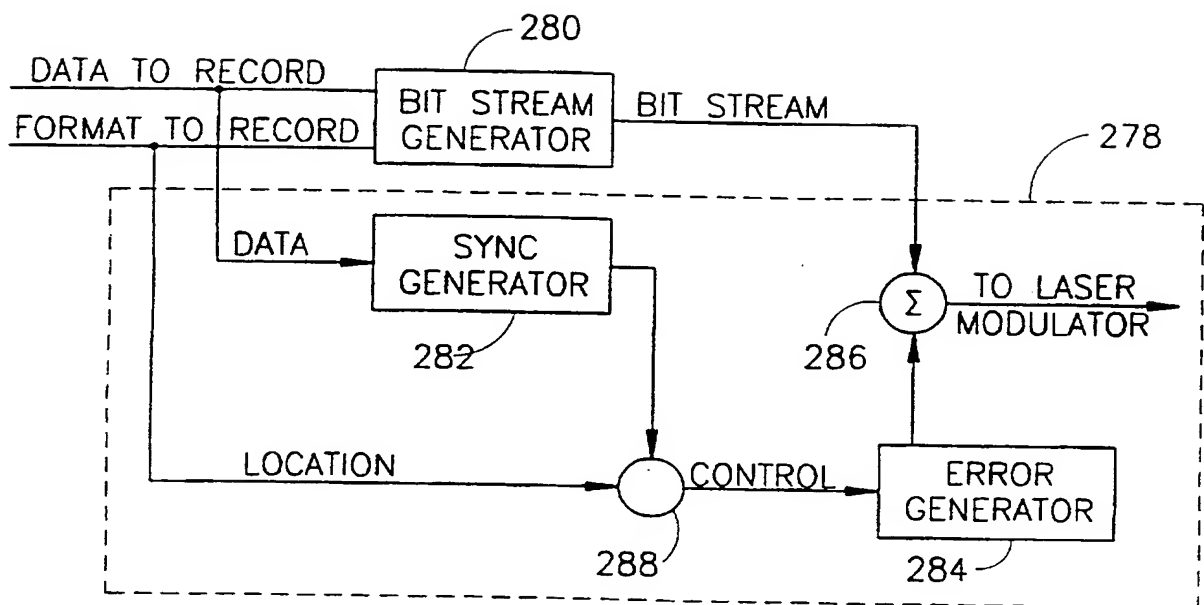 280
DATA TO RECORD
BIT STREAM
GENERATOR
BIT STREAM
FORMAT TO RECORD
278
DATA
SYNC
GENERATOR
282
Σ
TO LASER
MODULATOR
286
LOCATION
CONTROL
ERROR
GENERATOR
288
284